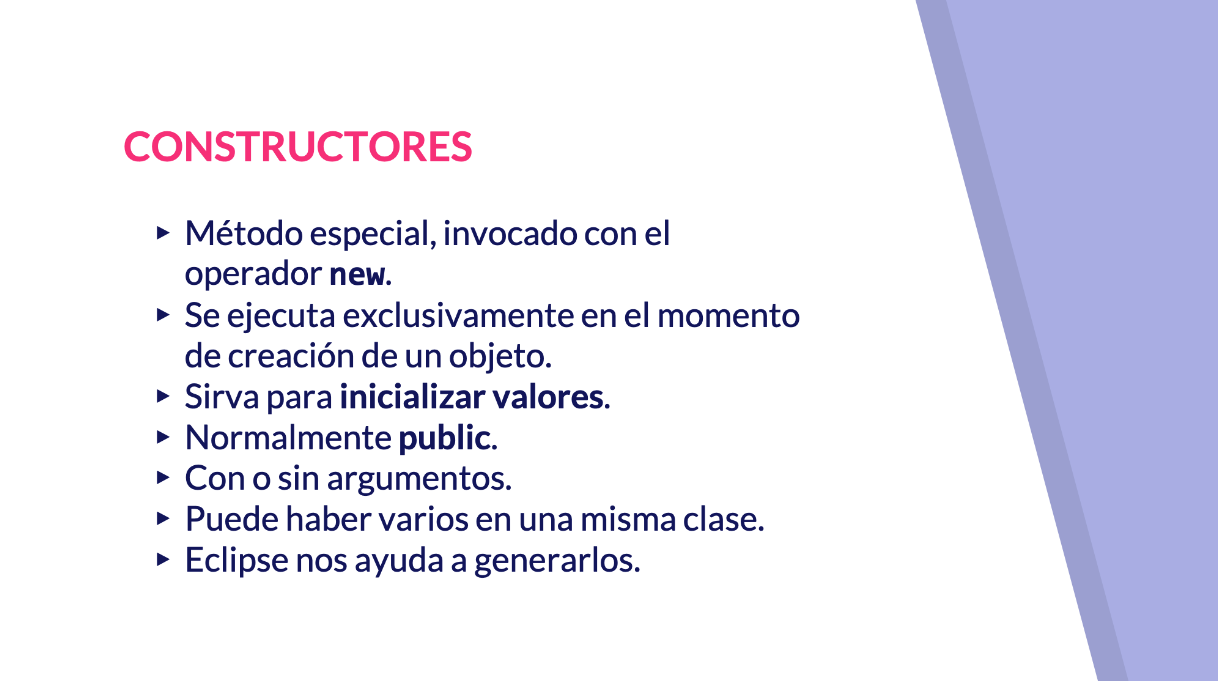 CONSTRUCTORES
▸ Método especial, invocado con el
operador new.
▸ Se ejecuta exclusivamente en el momento
de creación de un objeto.
▸ Sirva para inicializar valores.
▸ Normalmente public.
▸ Con o sin argumentos.
▸ Puede haber varios en una misma clase.
▸ Eclipse nos ayuda a generarlos.